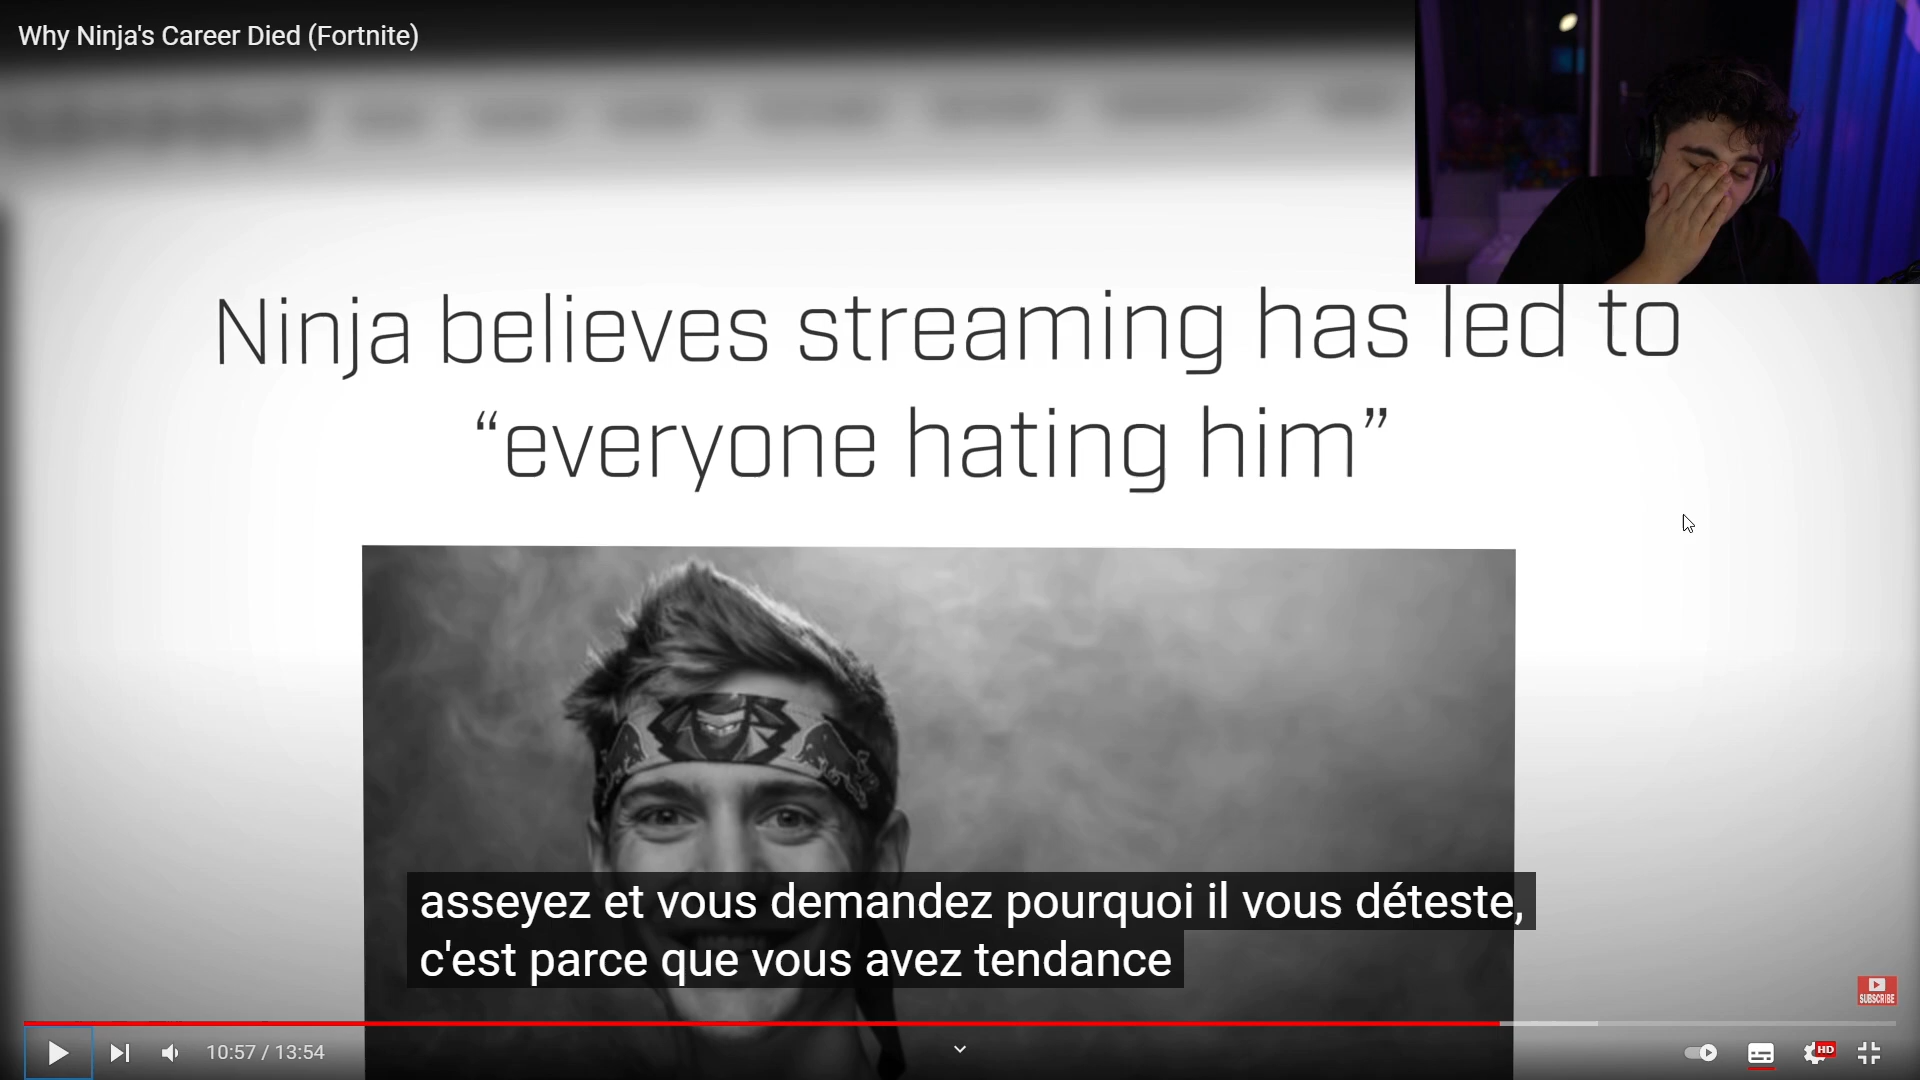 Why Ninja's Career Died (Fortnite)
Ninja believes streaming has led to
“everyone hating him”
asseyez et vous demandez pourquoi il vous déteste,
c'est parce que vous avez tendance
SUBSCRIBE
10:57 / 13:54
HD